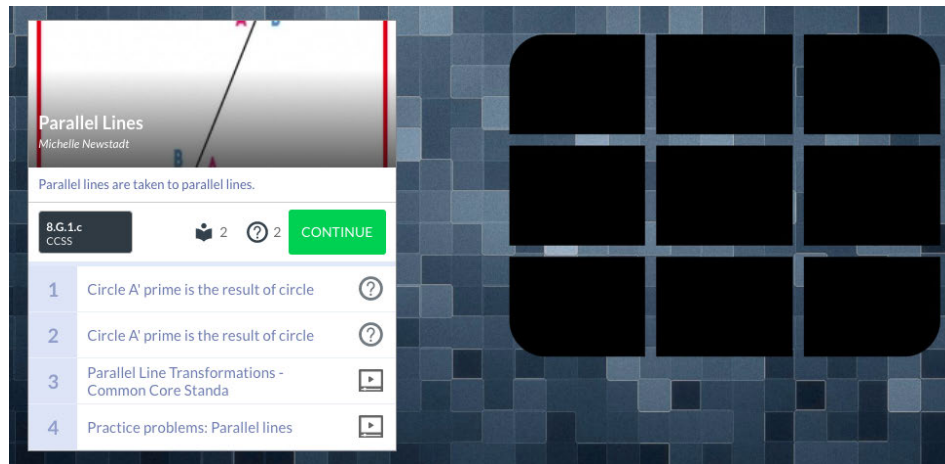 A B
Parallel Lines
Michelle Newstadt
B A
Parallel lines are taken to parallel lines.
8.G.1.c
CCSS
2
2
CONTINUE
1 Circle A' prime is the result of circle
2 Circle A' prime is the result of circle
3 Parallel Line Transformations -
Common Core Standa
4 Practice problems: Parallel lines